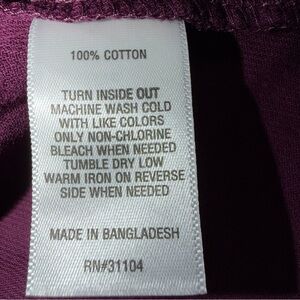 100% COTTON
TURN INSIDE OUT
MACHINE WASH COLD
WITH LIKE COLORS
ONLY NON-CHLORINE
BLEACH WHEN NEEDED
TUMBLE DRY LOW
WARM IRON ON REVERSE
SIDE WHEN NEEDED
MADE IN BANGLADESH
RN#31104